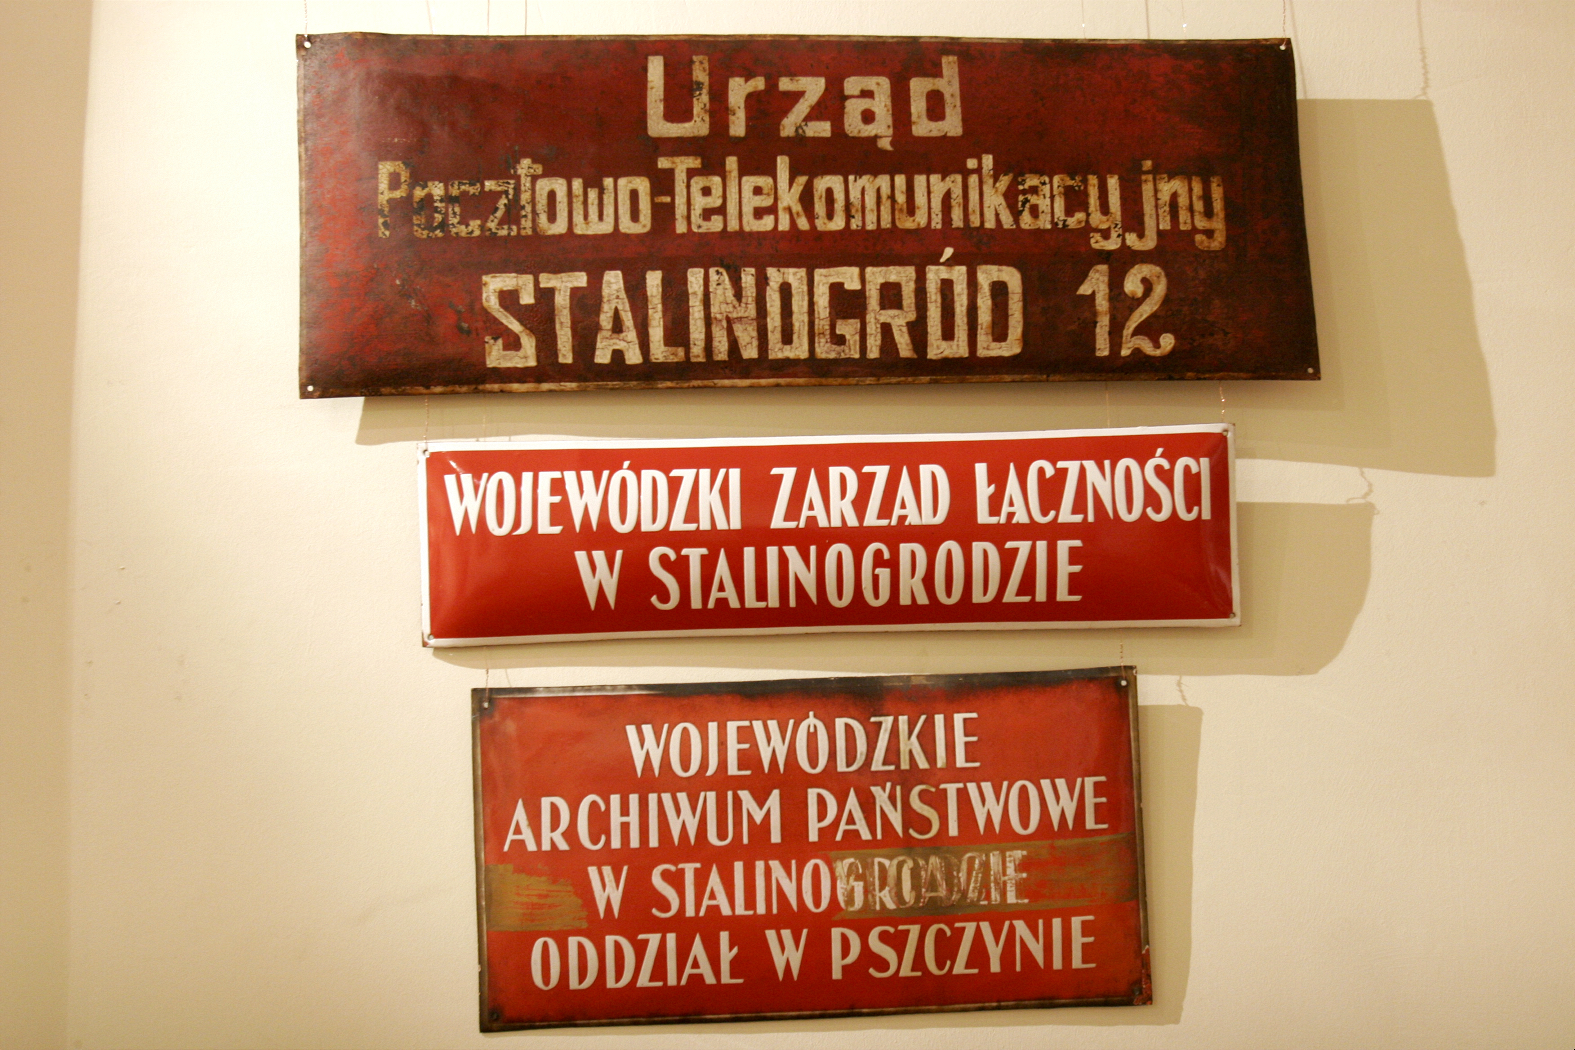 Urząd
Pocztowo-Telekomunikacyjny
STALINOGRÓD 12
WOJEWÓDZKI ZARZĄD ŁĄCZNOŚCI
W STALINOGRODZIE
WOJEWÓDZKIE
ARCHIWUM PAŃSTWOWE
W STALINOGRODZIE
ODDZIAŁ W PSZCZYNIE